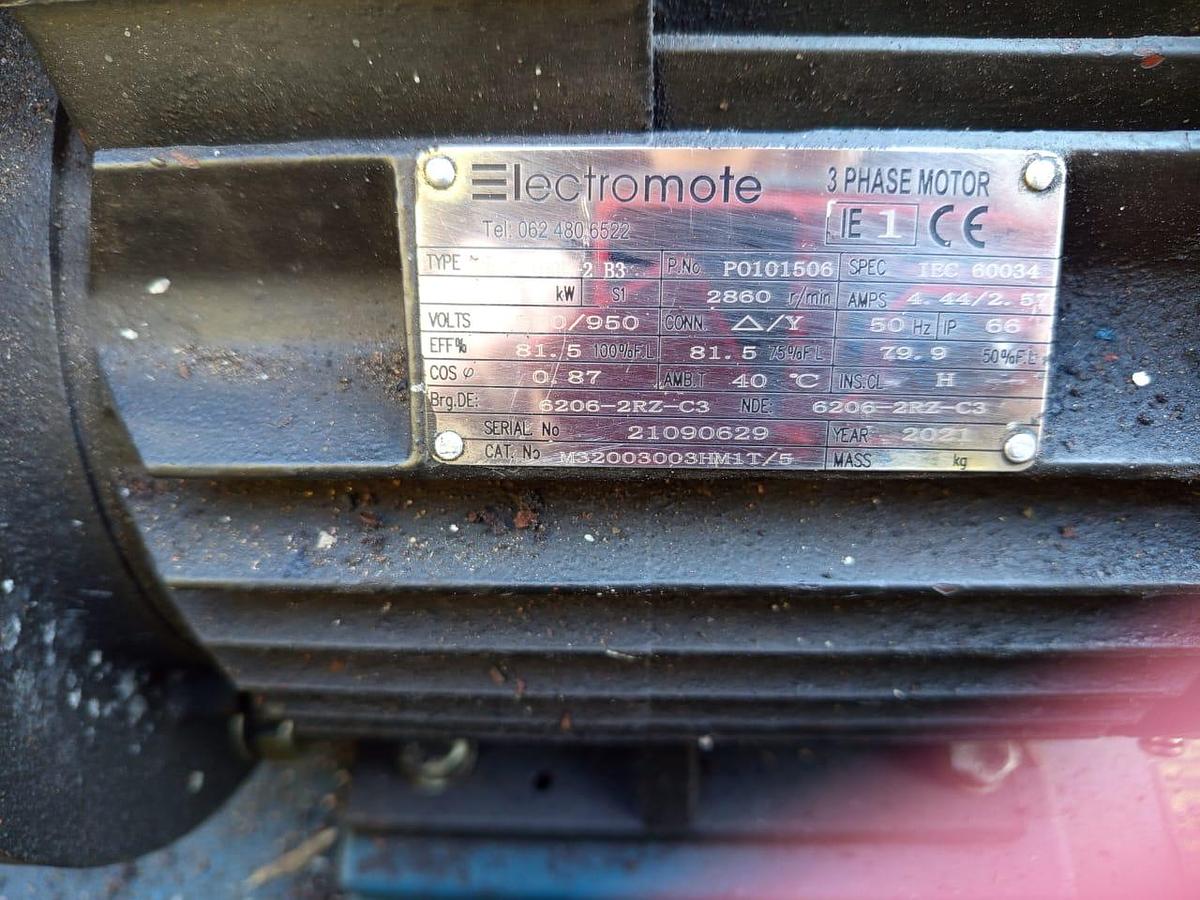 Electromote 3 PHASE MOTOR
Tel: 062 480 6522 IE 1 CE
TYPE -2 B3 P.No P0101506 SPEC IEC 60034
kW S1 2860 r/min AMPS 4.44/2.57
VOLTS 0/950 CONN. △/Y 50 Hz IP 66
EFF% 81.5 100%F.L 81.5 75%F.L 79.9 50%F.L
COS φ 0.87 AMB.T 40 ℃ INS.CL H
Brg.DE: 6206-2RZ-C3 NDE: 6206-2RZ-C3
SERIAL No 21090629 YEAR 2021
CAT. No M32003003HM1T/5 MASS kg